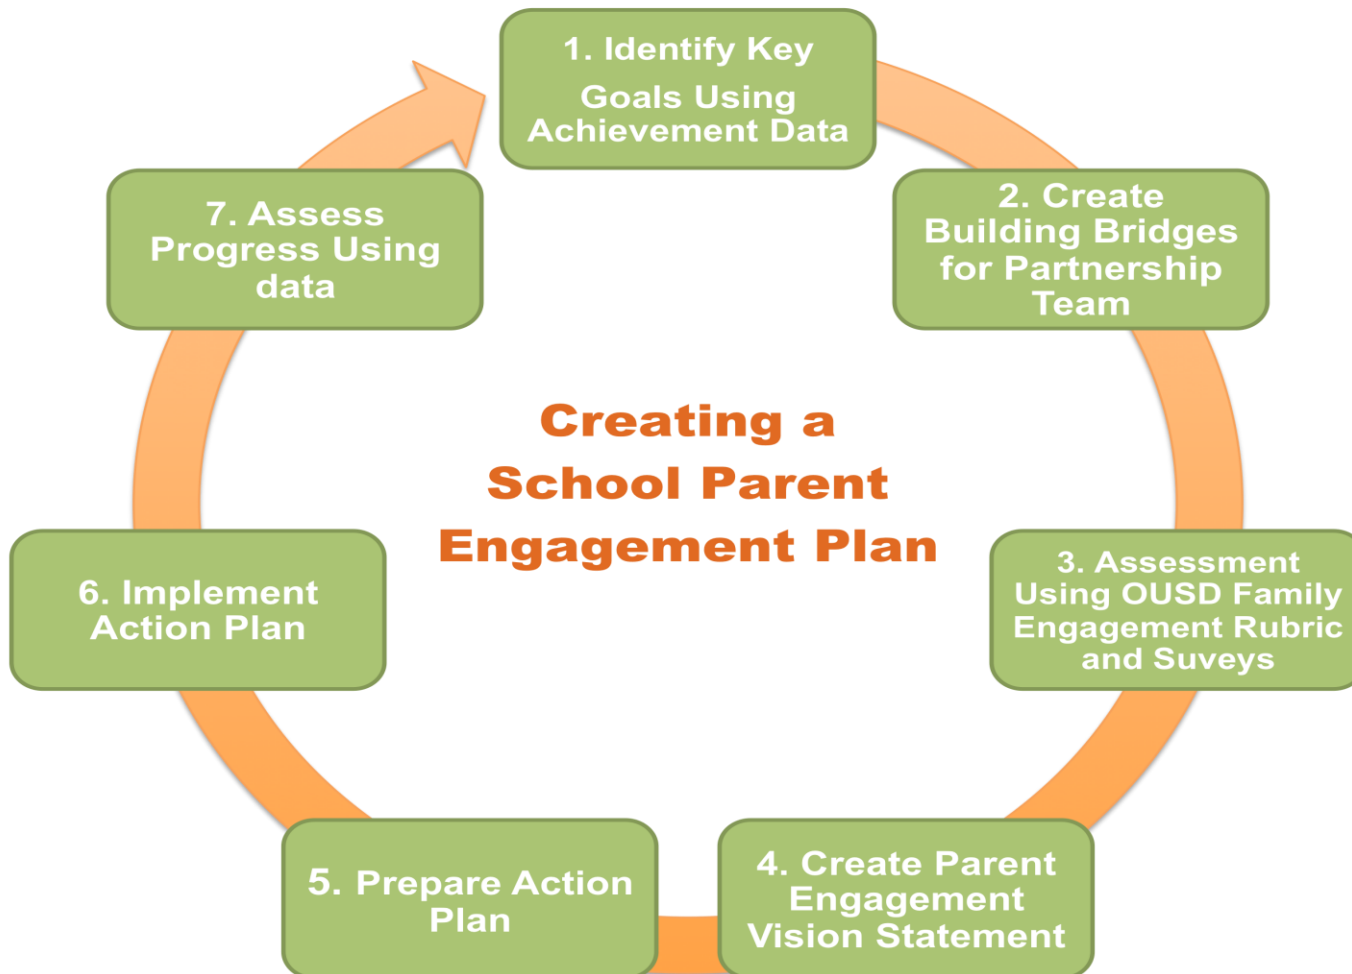 1. Identify Key
Goals Using
Achievement Data
2. Create
Building Bridges
for Partnership
Team
3. Assessment
Using OUSD Family
Engagement Rubric
and Suveys
4. Create Parent
Engagement
Vision Statement
5. Prepare Action
Plan
6. Implement
Action Plan
7. Assess
Progress Using
data
Creating a
School Parent
Engagement Plan